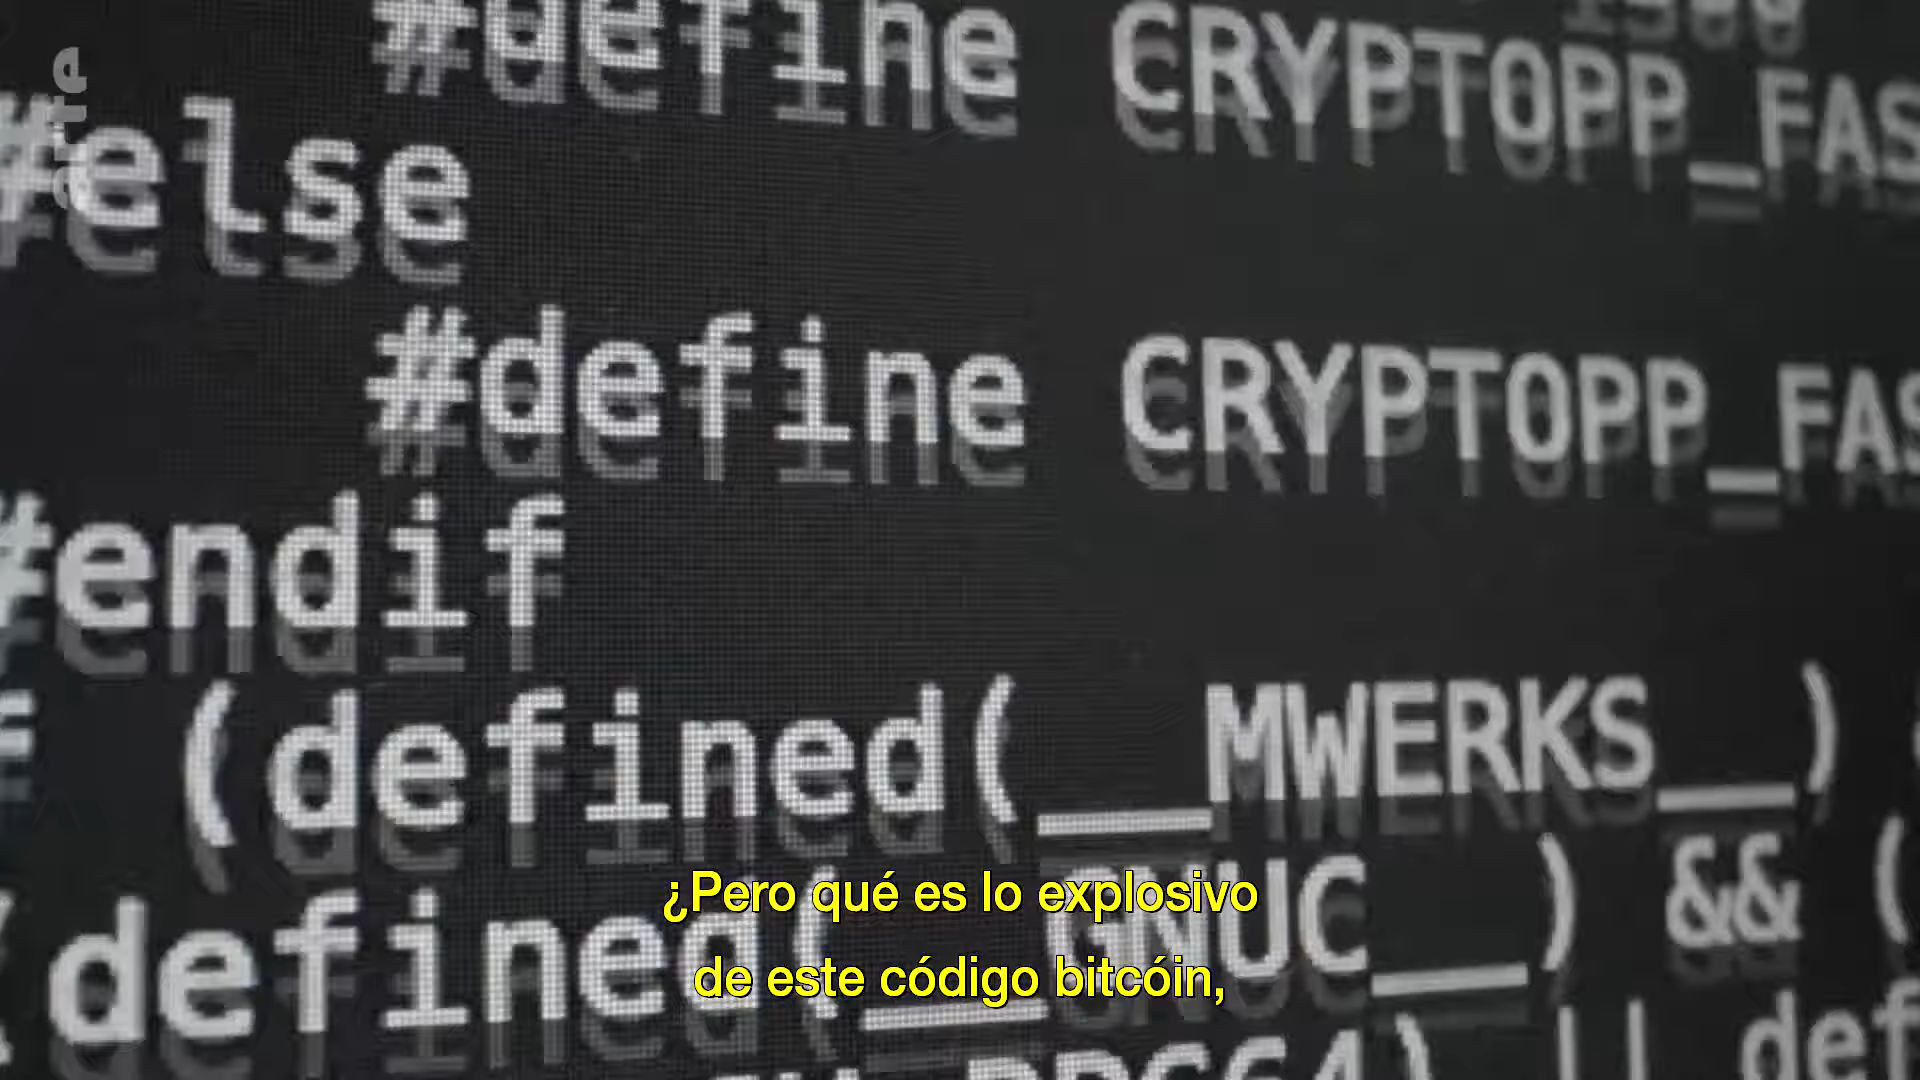 arte
#define CRYPTOPP_FAS
#else
#define CRYPTOPP_FAS
#endif
(defined(__MWERKS__)
defined(__GNUC__) && (
¿Pero qué es lo explosivo
de este código bitcóin,
|| def